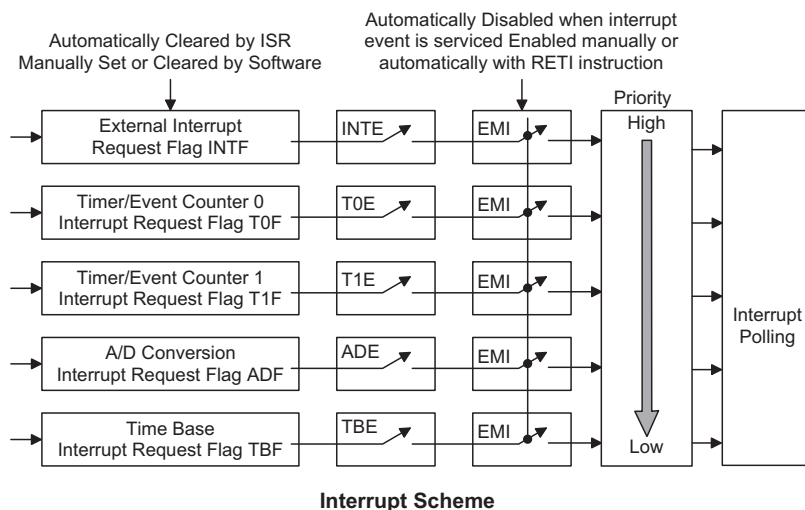 Automatically Cleared by ISR
Manually Set or Cleared by Software
Automatically Disabled when interrupt
event is serviced Enabled manually or
automatically with RETI instruction
Priority
External Interrupt
Request Flag INTF
INTE
EMI
High
Timer/Event Counter 0
Interrupt Request Flag T0F
T0E
EMI
Timer/Event Counter 1
Interrupt Request Flag T1F
T1E
EMI
Interrupt
Polling
A/D Conversion
Interrupt Request Flag ADF
ADE
EMI
Time Base
Interrupt Request Flag TBF
TBE
EMI
Low
Interrupt Scheme